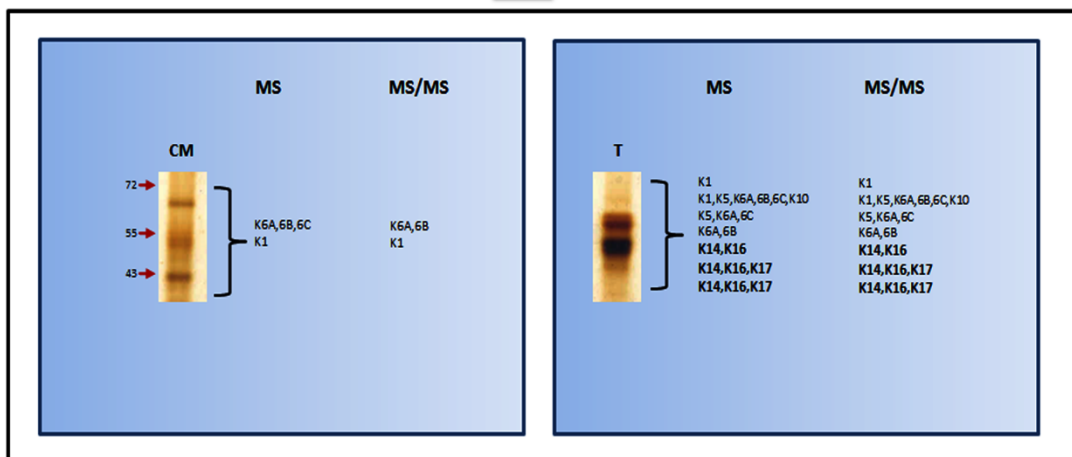 MS MS/MS
CM
72
55
43
K6A,6B,6C K6A,6B
K1 K1
MS MS/MS
T
K1 K1
K1,K5,K6A,6B,6C,K10 K1,K5,K6A,6B,6C,K10
K5,K6A,6C K5,K6A,6C
K6A,6B K6A,6B
K14,K16 K14,K16
K14,K16,K17 K14,K16,K17
K14,K16,K17 K14,K16,K17